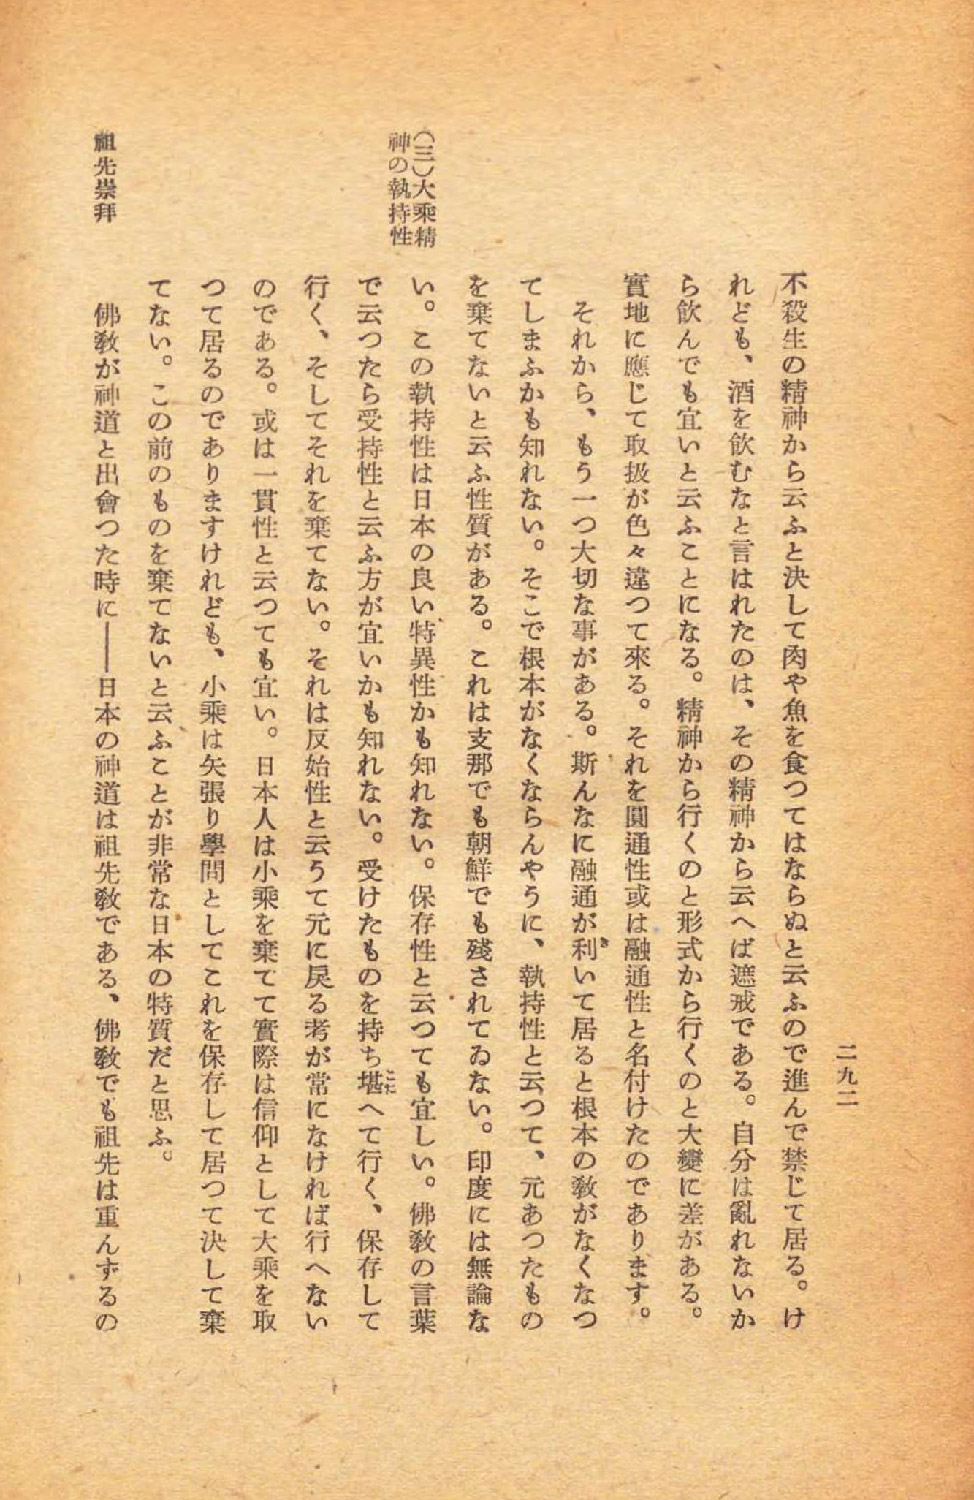 二九二
不殺生の精神から云ふと決して肉や魚を食つてはならぬと云ふので進んで禁じて居る。け
れども、酒を飲むなと言はれたのは、その精神から云へば遮戒である。自分は亂れないか
ら飲んでも宜いと云ふことになる。精神から行くのと形式から行くのと大變に差がある。
實地に應じて取扱が色々違つて來る。それを圓通性或は融通性と名付けたのであります。
(三)大乘精
神の執持性
それから、もう一つ大切な事がある。斯んなに融通が利いて居ると根本の敎がなくなつ
き
てしまふかも知れない。そこで根本がなくならんやうに、執持性と云つて、元あつたもの
を棄てないと云ふ性質がある。これは支那でも朝鮮でも殘されてゐない。印度には無論な
い。この執持性は日本の良い特異性かも知れない。保存性と云つても宜しい。佛敎の言葉
で云つたら受持性と云ふ方が宜いかも知れない。受けたものを持ち堪へて行く、保存して
こた
行く、そしてそれを棄てない。それは反始性と云うて元に戾る考が常になければ行へない
のである。或は一貫性と云つても宜い。日本人は小乘を棄てて實際は信仰として大乘を取
つて居るのでありますけれども、小乘は矢張り學問としてこれを保存して居つて決して棄
てない。この前のものを棄てないと云ふことが非常な日本の特質だと思ふ。
祖先崇拜
佛敎が神道と出會つた時に――日本の神道は祖先敎である、佛敎でも祖先は重んずるの